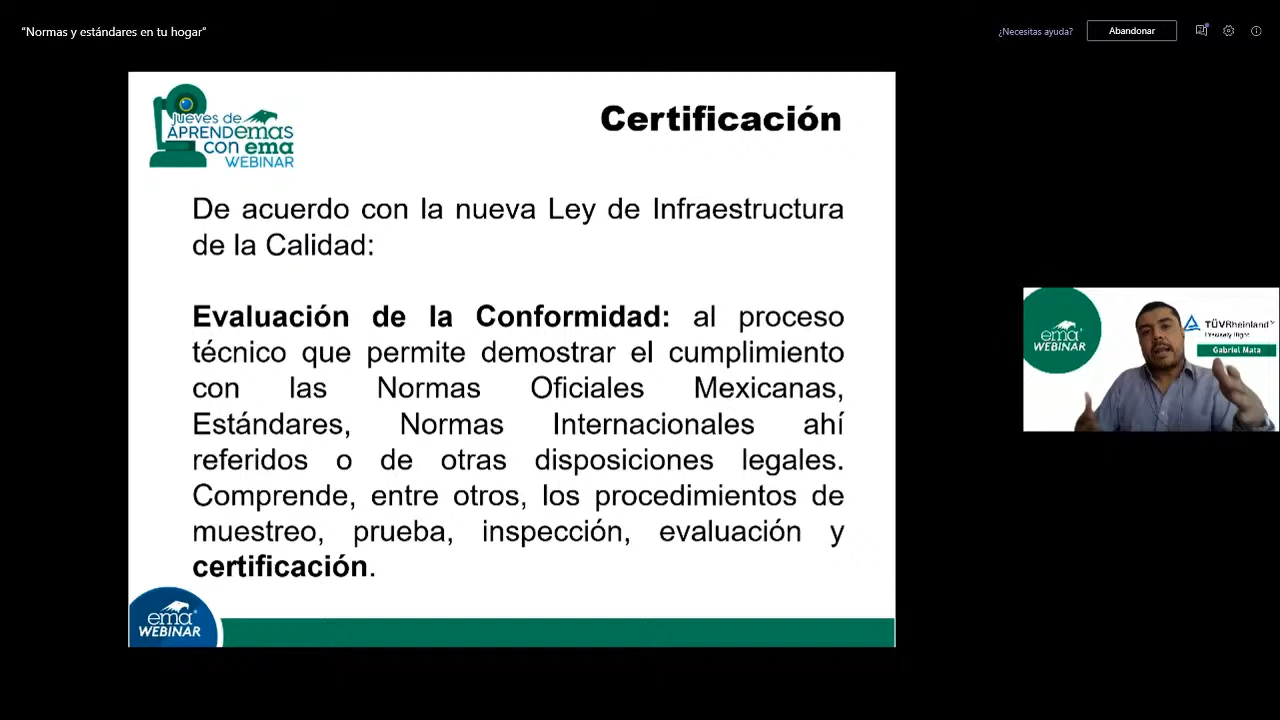 “Normas y estándares en tu hogar”
¿Necesitas ayuda?
Abandonar
jueves de
APRENDEMAS
con ema
WEBINAR
Certificación
De acuerdo con la nueva Ley de Infraestructura
de la Calidad:
Evaluación de la Conformidad: al proceso
técnico que permite demostrar el cumplimiento
con las Normas Oficiales Mexicanas,
Estándares, Normas Internacionales ahí
referidos o de otras disposiciones legales.
Comprende, entre otros, los procedimientos de
muestreo, prueba, inspección, evaluación y
certificación.
ema
WEBINAR
ema
WEBINAR
TÜVRheinland
Precisely Right.
Gabriel Mata